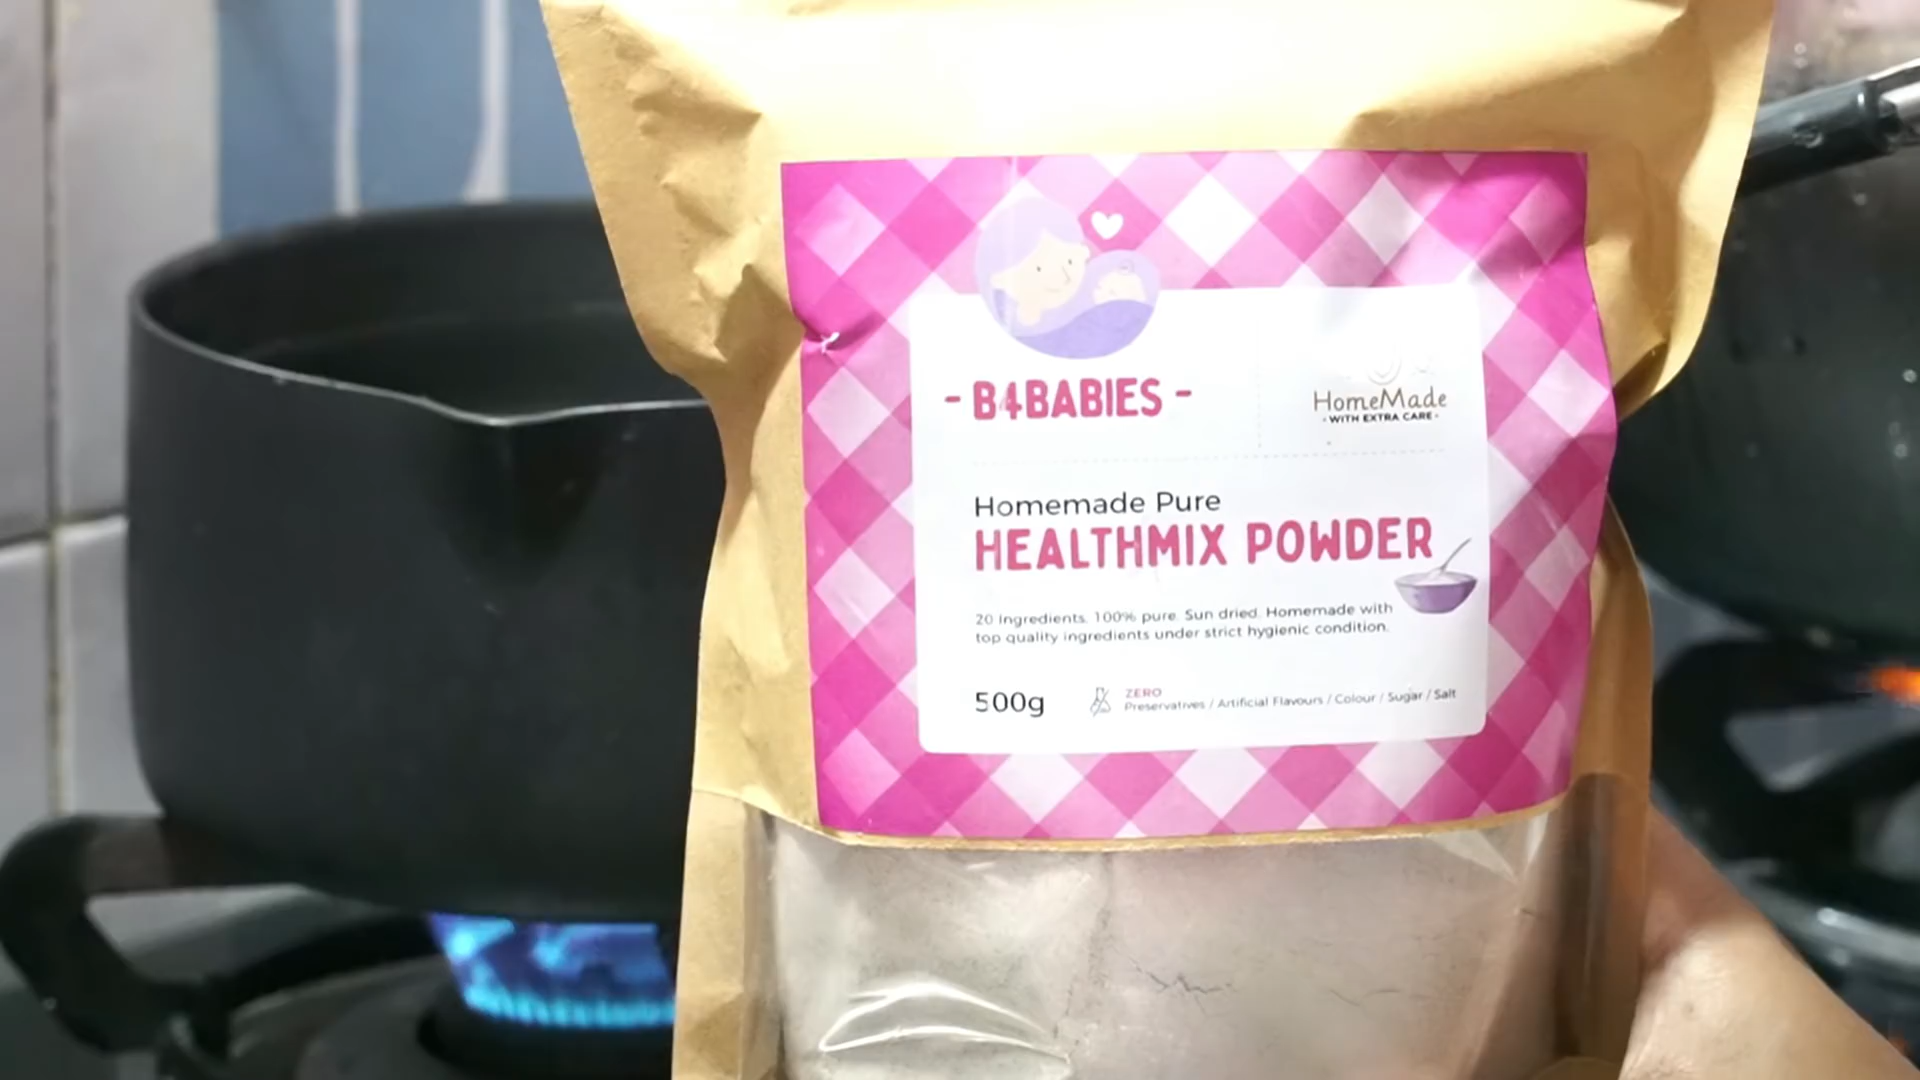 - B4BABIES -
HomeMade
- WITH EXTRA CARE -
Homemade Pure
HEALTHMIX POWDER
20 Ingredients. 100% pure. Sun dried. Homemade with
top quality ingredients under strict hygienic condition.
500g
ZERO
Preservatives / Artificial Flavours / Colour / Sugar / Salt